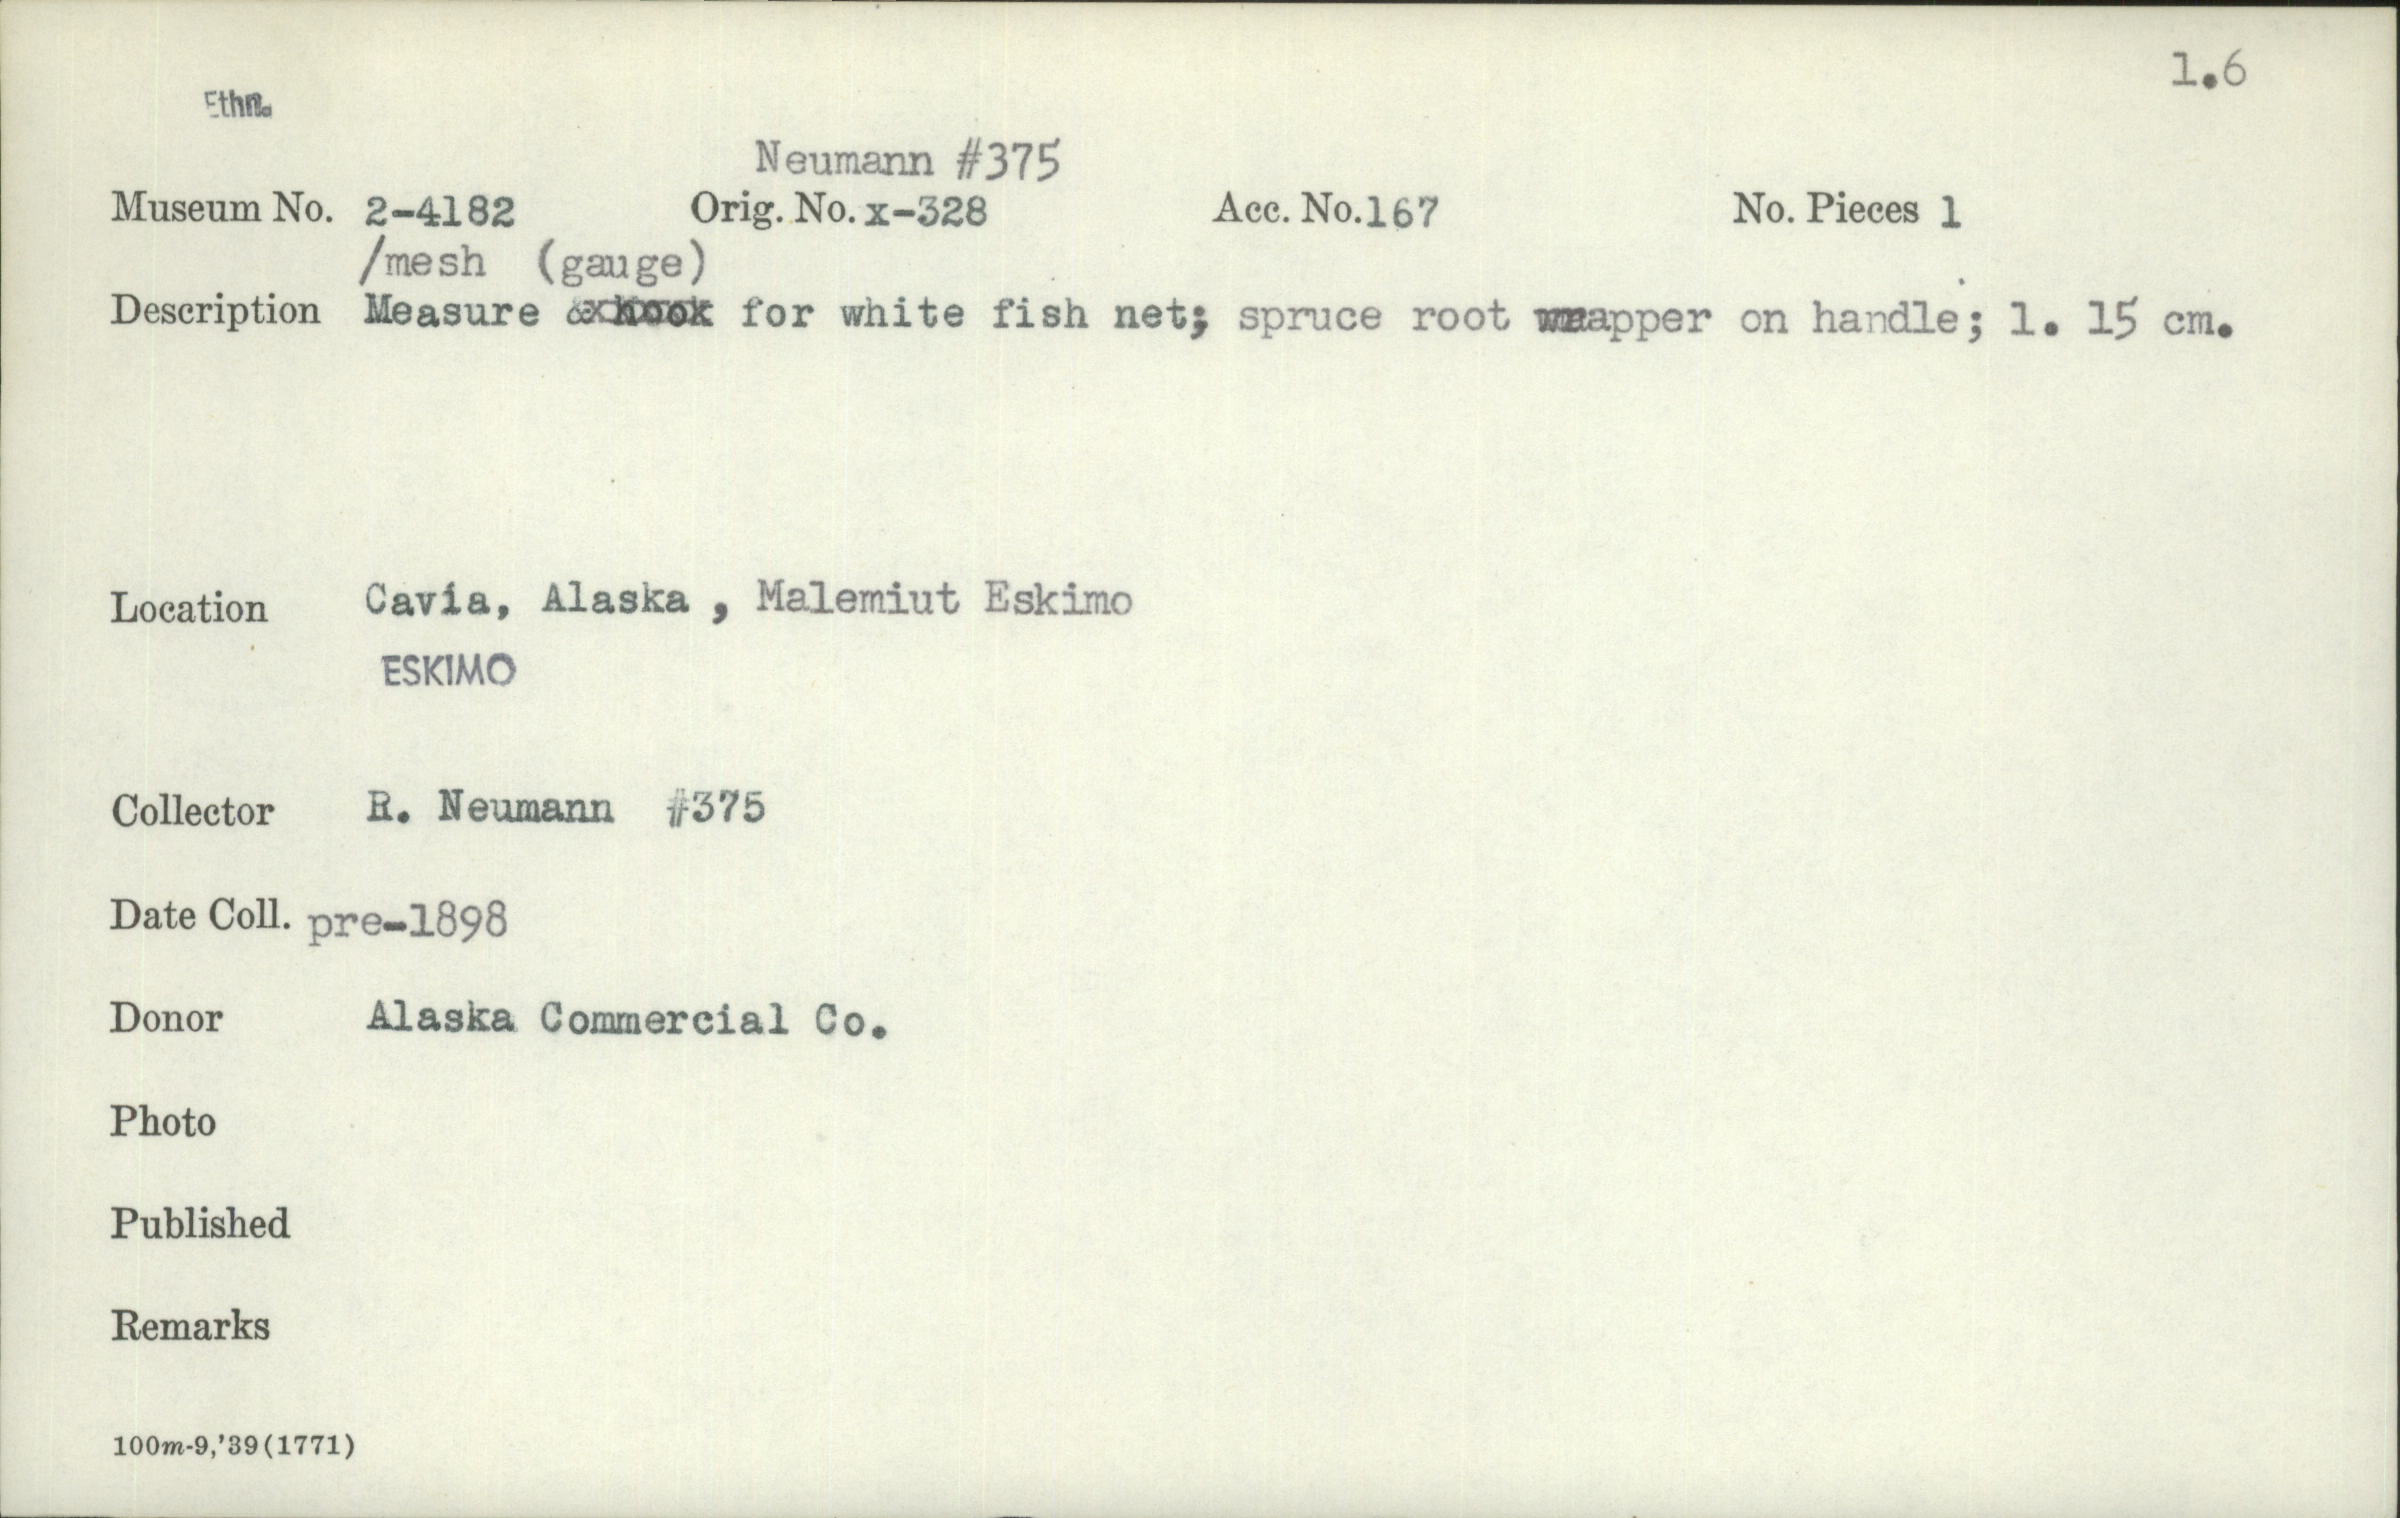 1.6
Ethn.
Neumann #375
Museum No. 2-4182 Orig. No. x-328 Acc. No. 167 No. Pieces 1
/mesh (gauge)
Description Measure & hook for white fish net; spruce root wrapper on handle; l. 15 cm.
Location Cavia, Alaska , Malemiut Eskimo
ESKIMO
Collector R. Neumann #375
Date Coll. pre-1898
Donor Alaska Commercial Co.
Photo
Published
Remarks
100m-9,'39(1771)